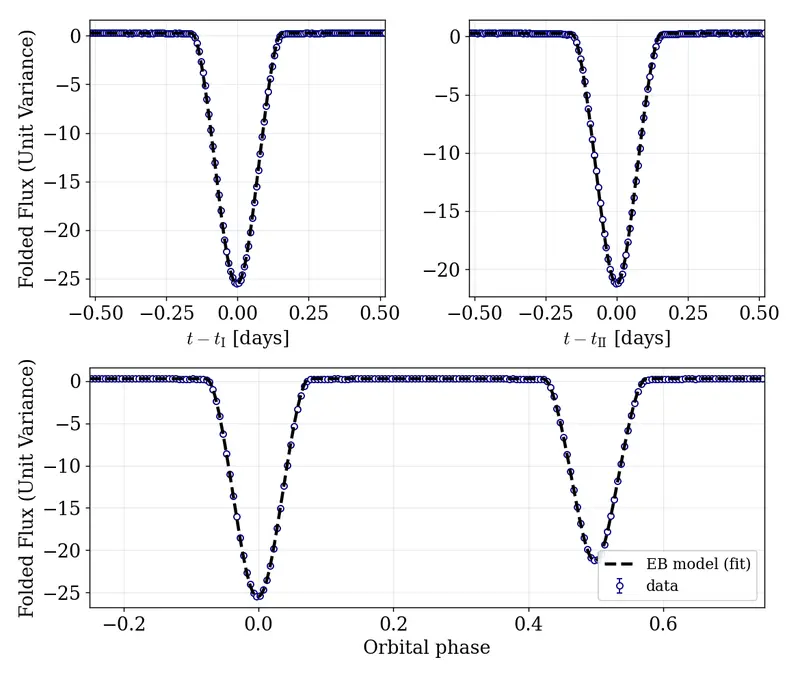 Folded Flux (Unit Variance)
0
−5
−10
−15
−20
−25
−0.50 −0.25 0.00 0.25 0.50
t − tI [days]
0
−5
−10
−15
−20
−0.50 −0.25 0.00 0.25 0.50
t − tII [days]
Folded Flux (Unit Variance)
0
−5
−10
−15
−20
−25
EB model (fit)
data
−0.2 0.0 0.2 0.4 0.6
Orbital phase